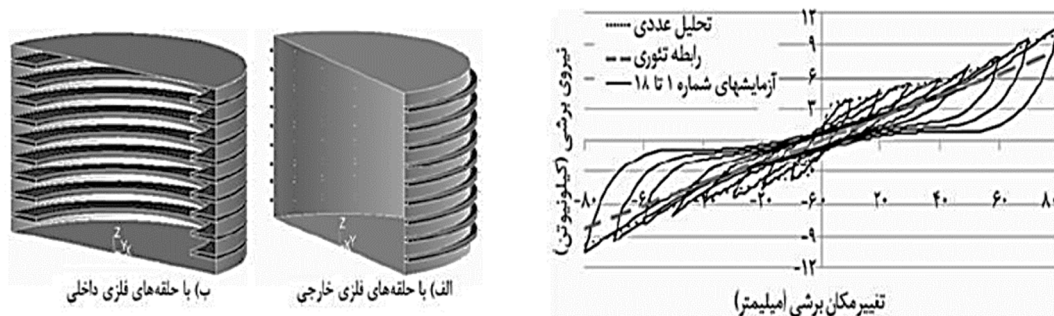 تحلیل عددی
رابطه تئوری
آزمایشهای شماره ۱ تا ۱۸
نیروی برشی (کیلونیوتن)
۱۲
۹
۶
۳
-۶
-۹
-۱۲
-۸۰
-۶۰
-۲۰
۲۰
۴۰
۶۰
۸۰
تغییرمکان برشی (میلیمتر)
Z
Y
X
الف) با حلقه‌های فلزی خارجی
Z
Y
X
ب) با حلقه‌های فلزی داخلی